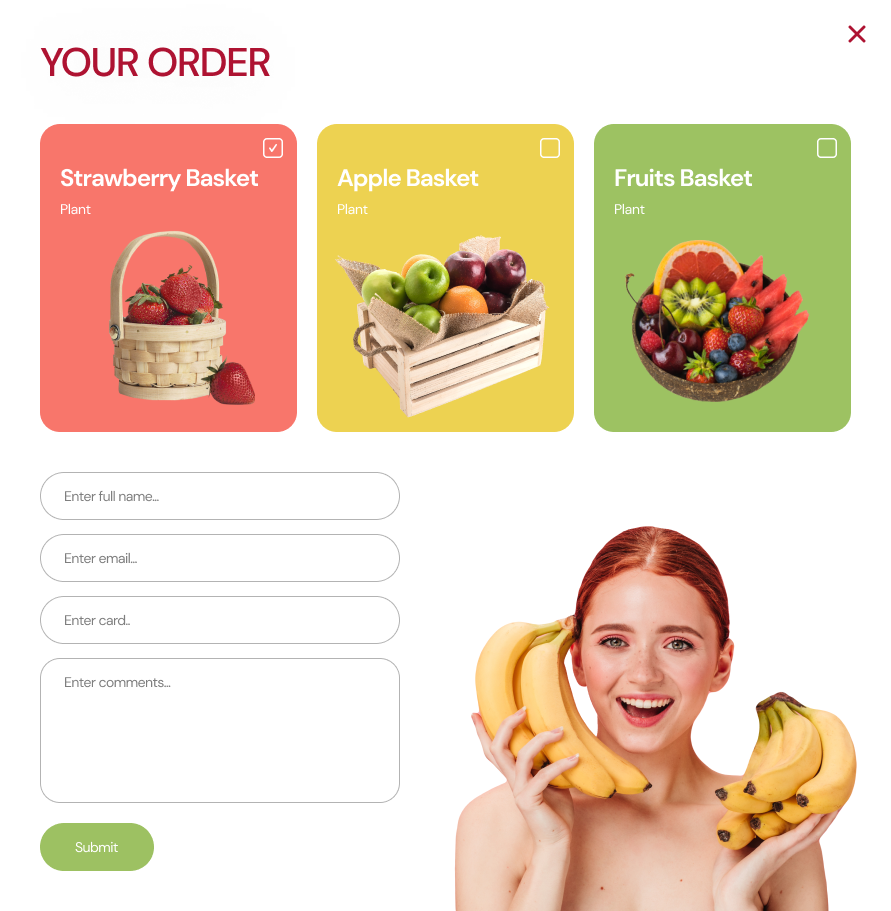 YOUR ORDER
Strawberry Basket
Plant
Apple Basket
Plant
Fruits Basket
Plant
Enter full name...
Enter email...
Enter card..
Enter comments...
Submit